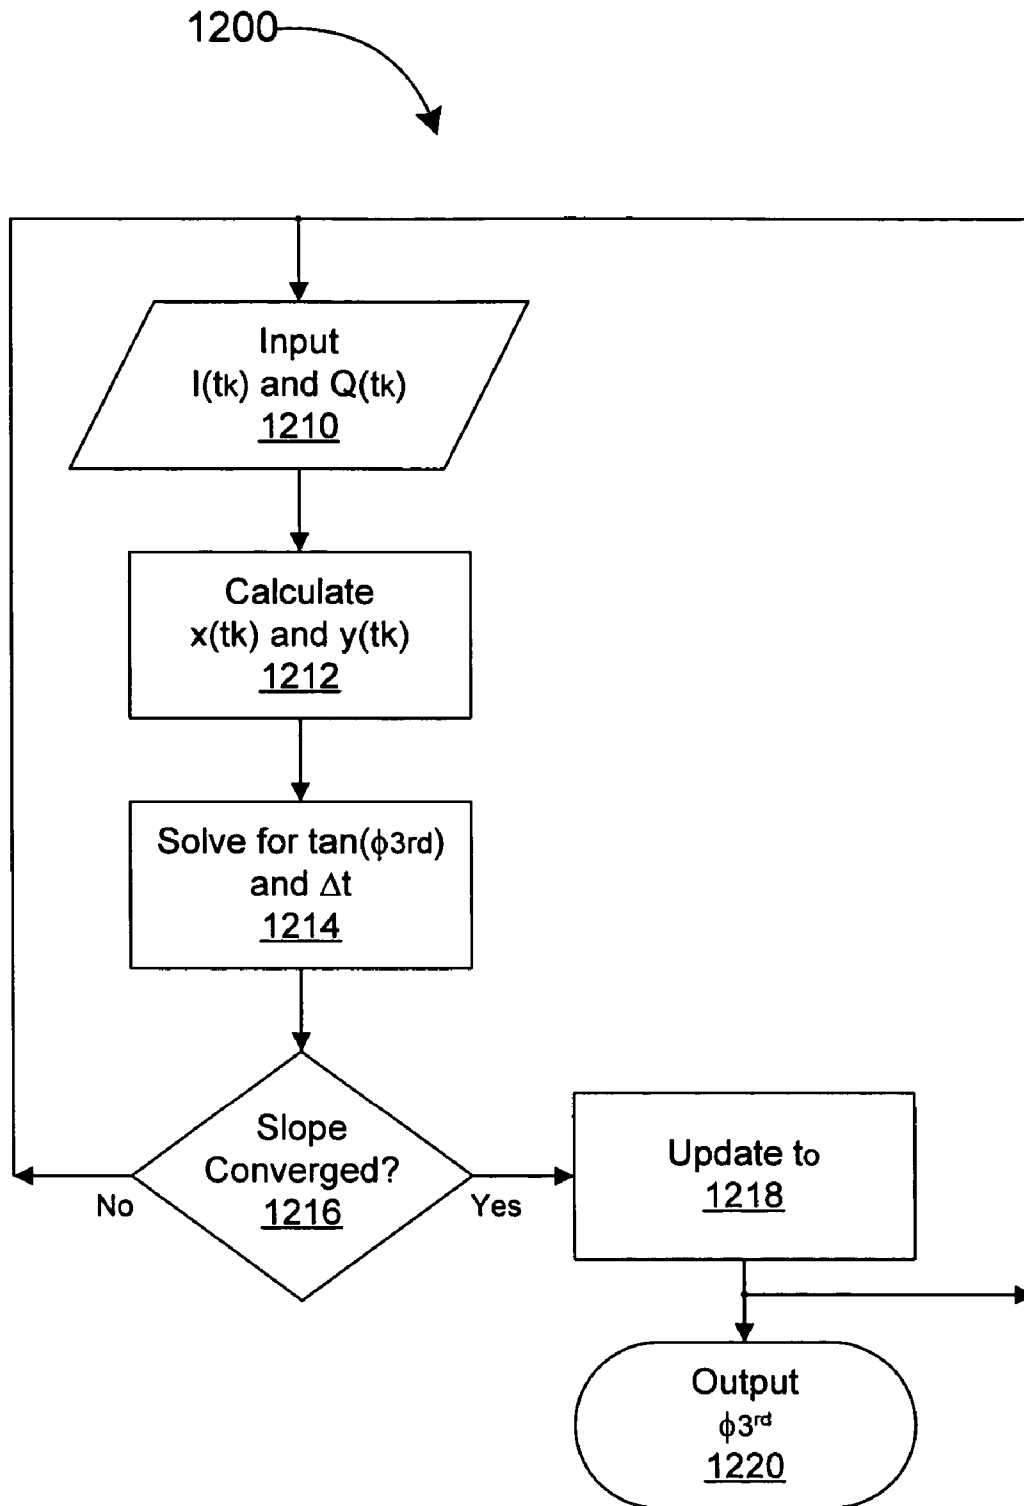 1200
Input
I(tk) and Q(tk)
1210
Calculate
x(tk) and y(tk)
1212
Solve for tan(ϕ3rd)
and Δt
1214
Slope
Converged?
1216
No
Yes
Update to
1218
Output
ϕ3rd
1220